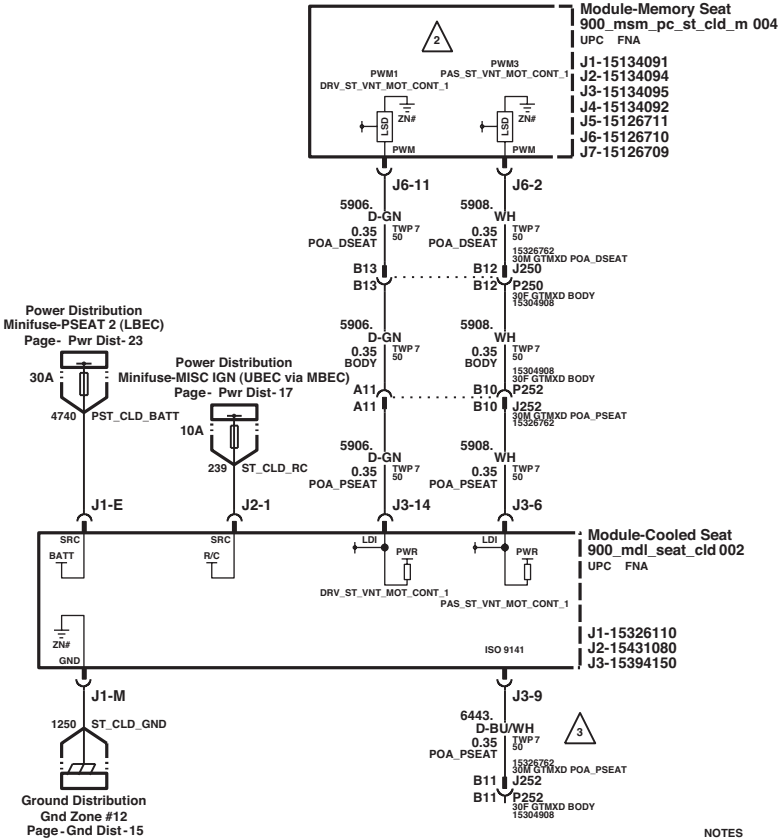 Module-Memory Seat
900_msm_pc_st_cld_m 004
UPC FNA
J1-15134091
J2-15134094
J3-15134095
J4-15134092
J5-15126711
J6-15126710
J7-15126709
2
PWM1
DRV_ST_VNT_MOT_CONT_1
PWM3
PAS_ST_VNT_MOT_CONT_1
LSD
ZN#
PWM
LSD
ZN#
PWM
J6-11
J6-2
5906.
D-GN
0.35
POA_DSEAT
TWP 7
50
5908.
WH
0.35
POA_DSEAT
TWP 7
50
15326762
30M GTMXD POA_DSEAT
B13
B12 J250
B13
B12 P250
30F GTMXD BODY
15304908
5906.
D-GN
0.35
BODY
TWP 7
50
5908.
WH
0.35
BODY
TWP 7
50
15304908
30F GTMXD BODY
A11
B10 P252
A11
B10 J252
30M GTMXD POA_PSEAT
15326762
5906.
D-GN
0.35
POA_PSEAT
TWP 7
50
5908.
WH
0.35
POA_PSEAT
TWP 7
50
Power Distribution
Minifuse-PSEAT 2 (LBEC)
Page- Pwr Dist-23
30A
4740 PST_CLD_BATT
Power Distribution
Minifuse-MISC IGN (UBEC via MBEC)
Page- Pwr Dist-17
10A
239 ST_CLD_RC
J1-E
J2-1
J3-14
J3-6
SRC
BATT
SRC
R/C
LDI
PWR
DRV_ST_VNT_MOT_CONT_1
LDI
PWR
PAS_ST_VNT_MOT_CONT_1
Module-Cooled Seat
900_mdl_seat_cld 002
UPC FNA
J1-15326110
J2-15431080
J3-15394150
ZN#
GND
ISO 9141
J1-M
J3-9
1250 ST_CLD_GND
Ground Distribution
Gnd Zone #12
Page-Gnd Dist-15
6443.
D-BU/WH
0.35
POA_PSEAT
TWP 7
50
3
15326762
30M GTMXD POA_PSEAT
B11 J252
B11 P252
30F GTMXD BODY
15304908
NOTES